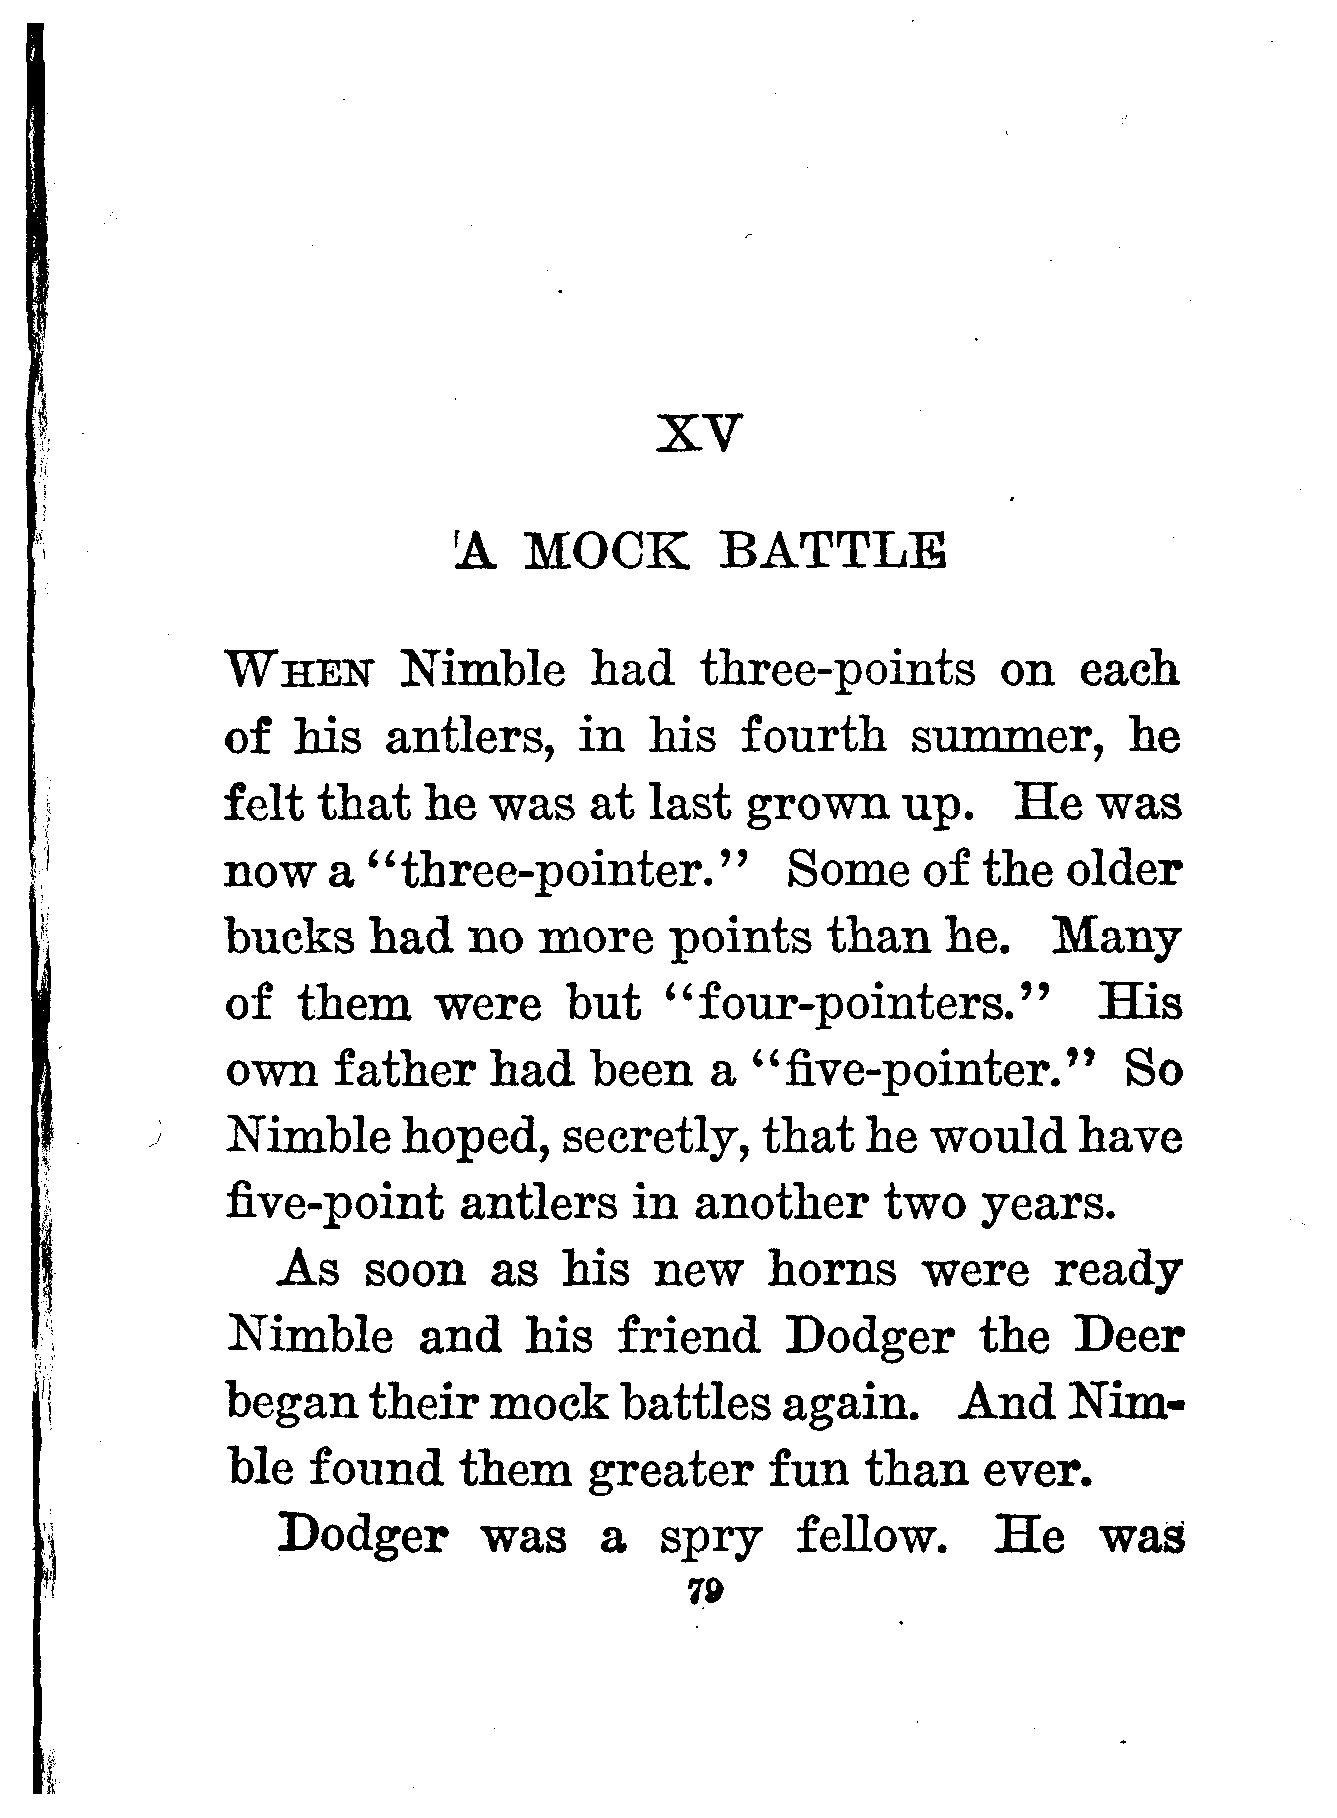 XV
A MOCK BATTLE
WHEN Nimble had three-points on each
of his antlers, in his fourth summer, he
felt that he was at last grown up. He was
now a "three-pointer." Some of the older
bucks had no more points than he. Many
of them were but "four-pointers." His
own father had been a "five-pointer." So
Nimble hoped, secretly, that he would have
five-point antlers in another two years.
As soon as his new horns were ready
Nimble and his friend Dodger the Deer
began their mock battles again. And Nim-
ble found them greater fun than ever.
Dodger was a spry fellow. He was
79